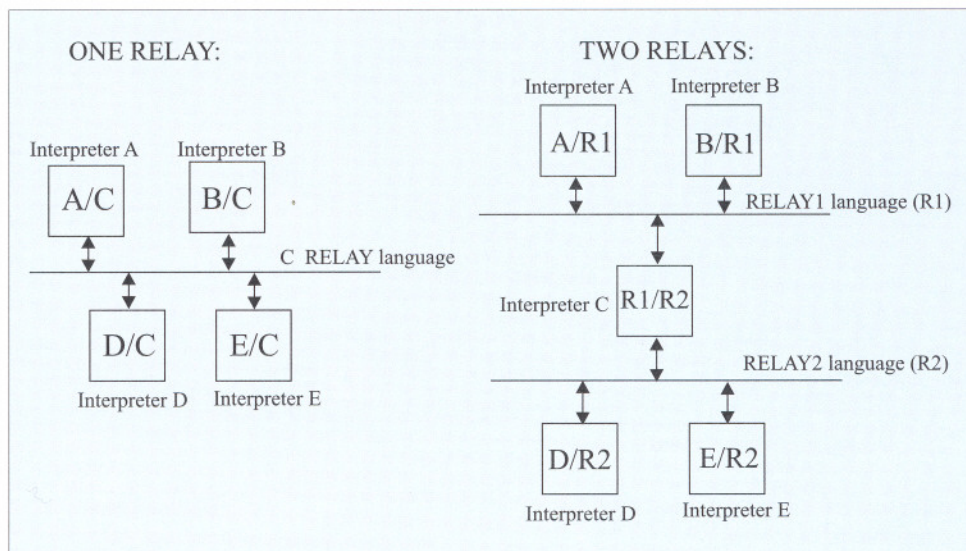 ONE RELAY:
Interpreter A
Interpreter B
A/C
B/C
C RELAY language
D/C
E/C
Interpreter D
Interpreter E
TWO RELAYS:
Interpreter A
Interpreter B
A/R1
B/R1
RELAY1 language (R1)
Interpreter C
R1/R2
RELAY2 language (R2)
D/R2
E/R2
Interpreter D
Interpreter E